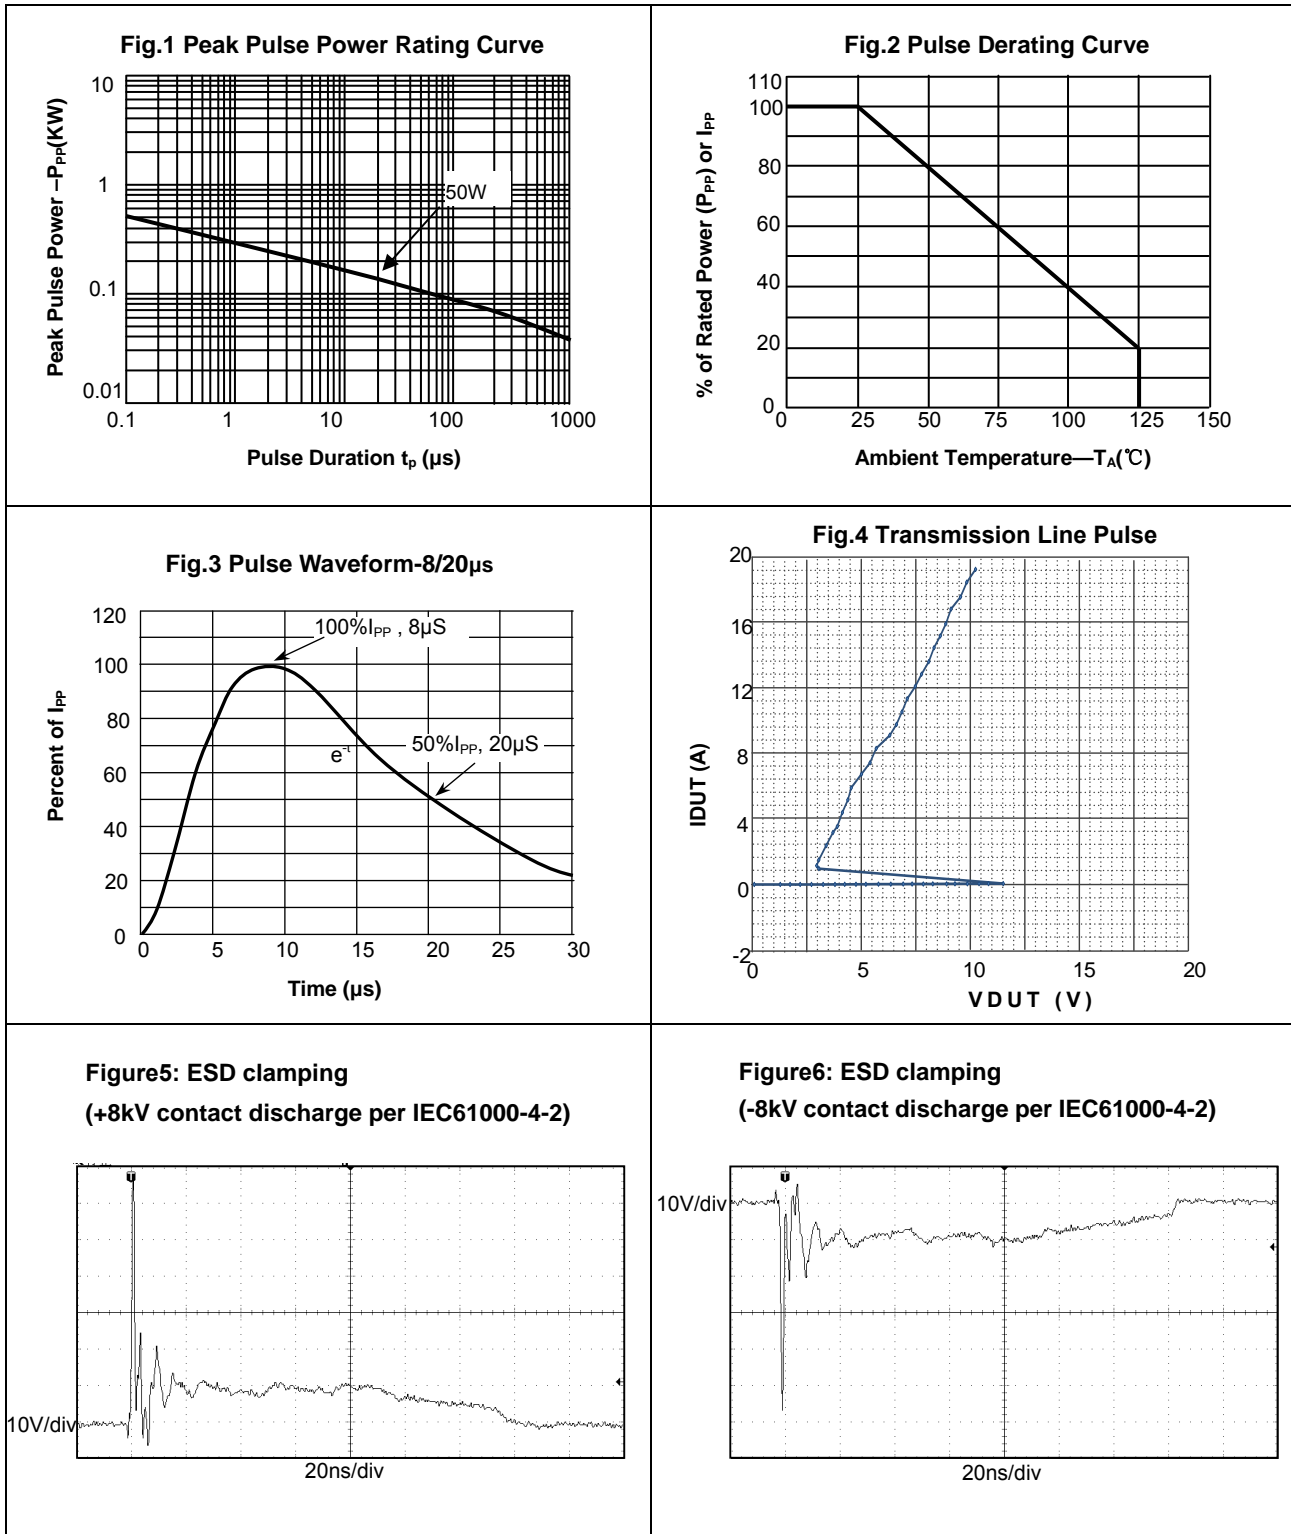 Fig.1 Peak Pulse Power Rating Curve
Peak Pulse Power –PPP(KW)
10
1
0.1
0.01
50W
0.1 1 10 100 1000
Pulse Duration tp (µs)
Fig.2 Pulse Derating Curve
% of Rated Power (PPP) or IPP
110
100
80
60
40
20
0
25 50 75 100 125 150
Ambient Temperature—TA(℃)
Fig.3 Pulse Waveform-8/20µs
Percent of IPP
120
100
80
60
40
20
0
100%IPP , 8µS
e-t
50%IPP, 20µS
0 5 10 15 20 25 30
Time (µs)
Fig.4 Transmission Line Pulse
IDUT (A)
20
16
12
8
4
0
-2
0 5 10 15 20
VDUT (V)
Figure5: ESD clamping
(+8kV contact discharge per IEC61000-4-2)
T
10V/div
20ns/div
Figure6: ESD clamping
(-8kV contact discharge per IEC61000-4-2)
T
10V/div
20ns/div